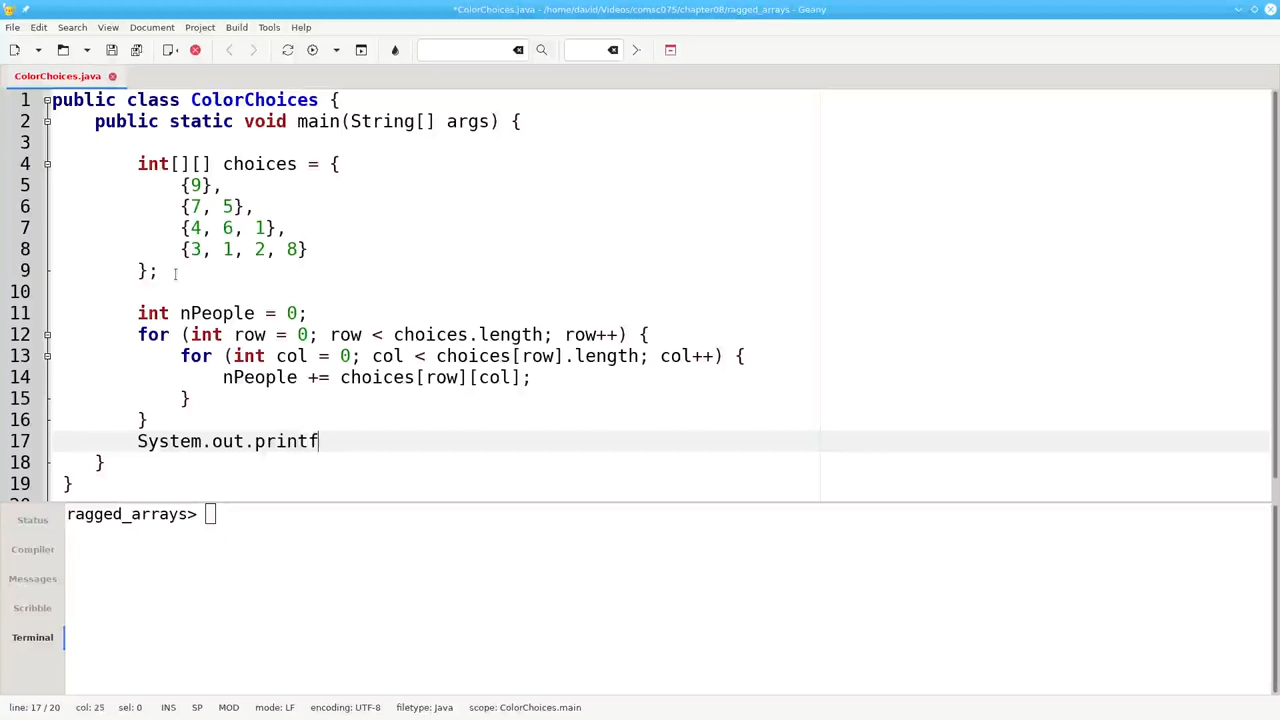 *ColorChoices.java - /home/david/Videos/comsc075/chapter08/ragged_arrays - Geany
File Edit Search View Document Project Build Tools Help
ColorChoices.java
1 public class ColorChoices {
2 public static void main(String[] args) {
3
4 int[][] choices = {
5 {9},
6 {7, 5},
7 {4, 6, 1},
8 {3, 1, 2, 8}
9 };
10
11 int nPeople = 0;
12 for (int row = 0; row < choices.length; row++) {
13 for (int col = 0; col < choices[row].length; col++) {
14 nPeople += choices[row][col];
15 }
16 }
17 System.out.printf
18 }
19 }
Status
Compiler
Messages
Scribble
Terminal
ragged_arrays>
line: 17 / 20 col: 25 sel: 0 INS SP MOD mode: LF encoding: UTF-8 filetype: Java scope: ColorChoices.main